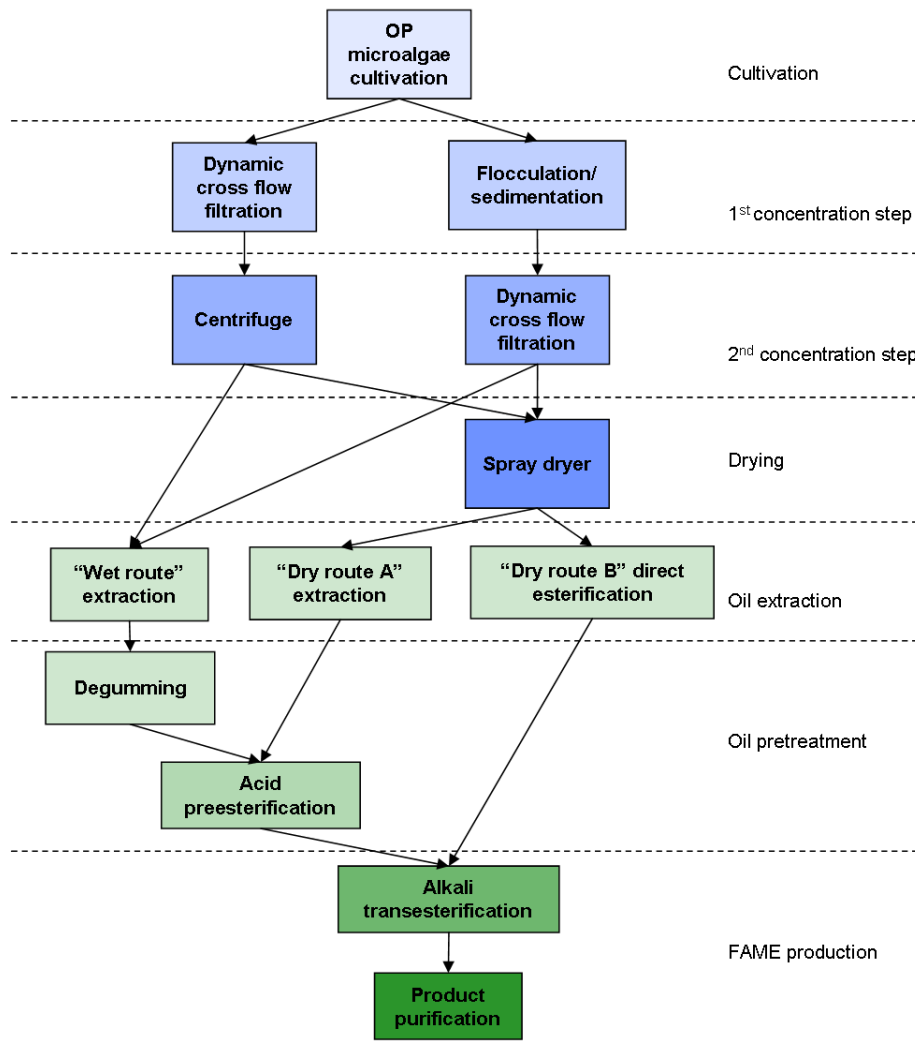 OP
microalgae
cultivation
Cultivation
Dynamic
cross flow
filtration
Flocculation/
sedimentation
1st concentration step
Centrifuge
Dynamic
cross flow
filtration
2nd concentration step
Spray dryer
Drying
“Wet route”
extraction
“Dry route A”
extraction
“Dry route B” direct
esterification
Oil extraction
Degumming
Oil pretreatment
Acid
preesterification
Alkali
transesterification
FAME production
Product
purification